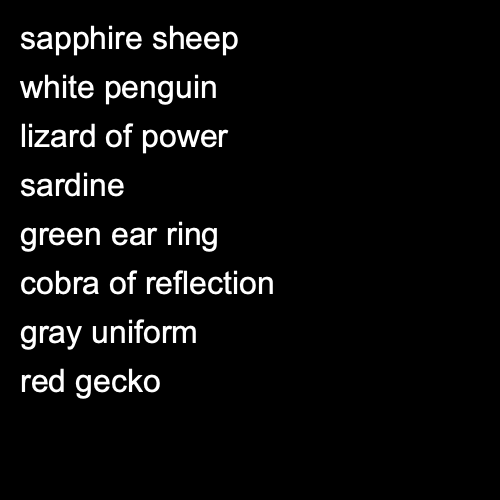 sapphire sheep
white penguin
lizard of power
sardine
green ear ring
cobra of reflection
gray uniform
red gecko